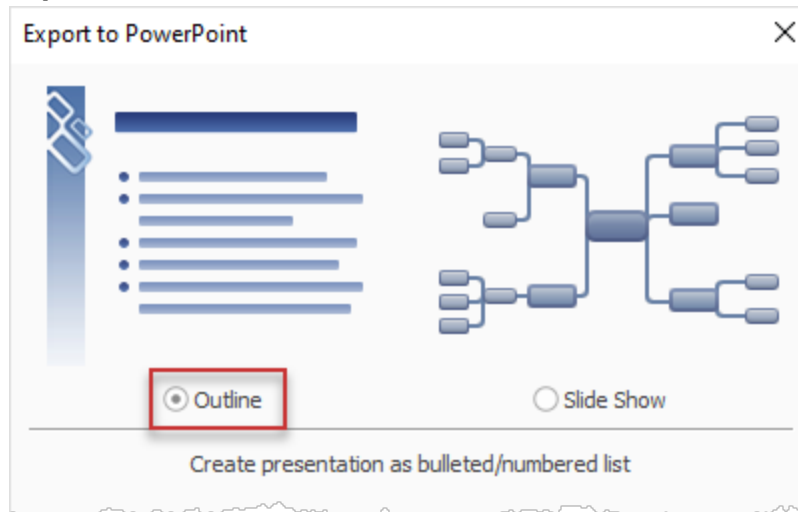 Export to PowerPoint
Outline
Slide Show
Create presentation as bulleted/numbered list